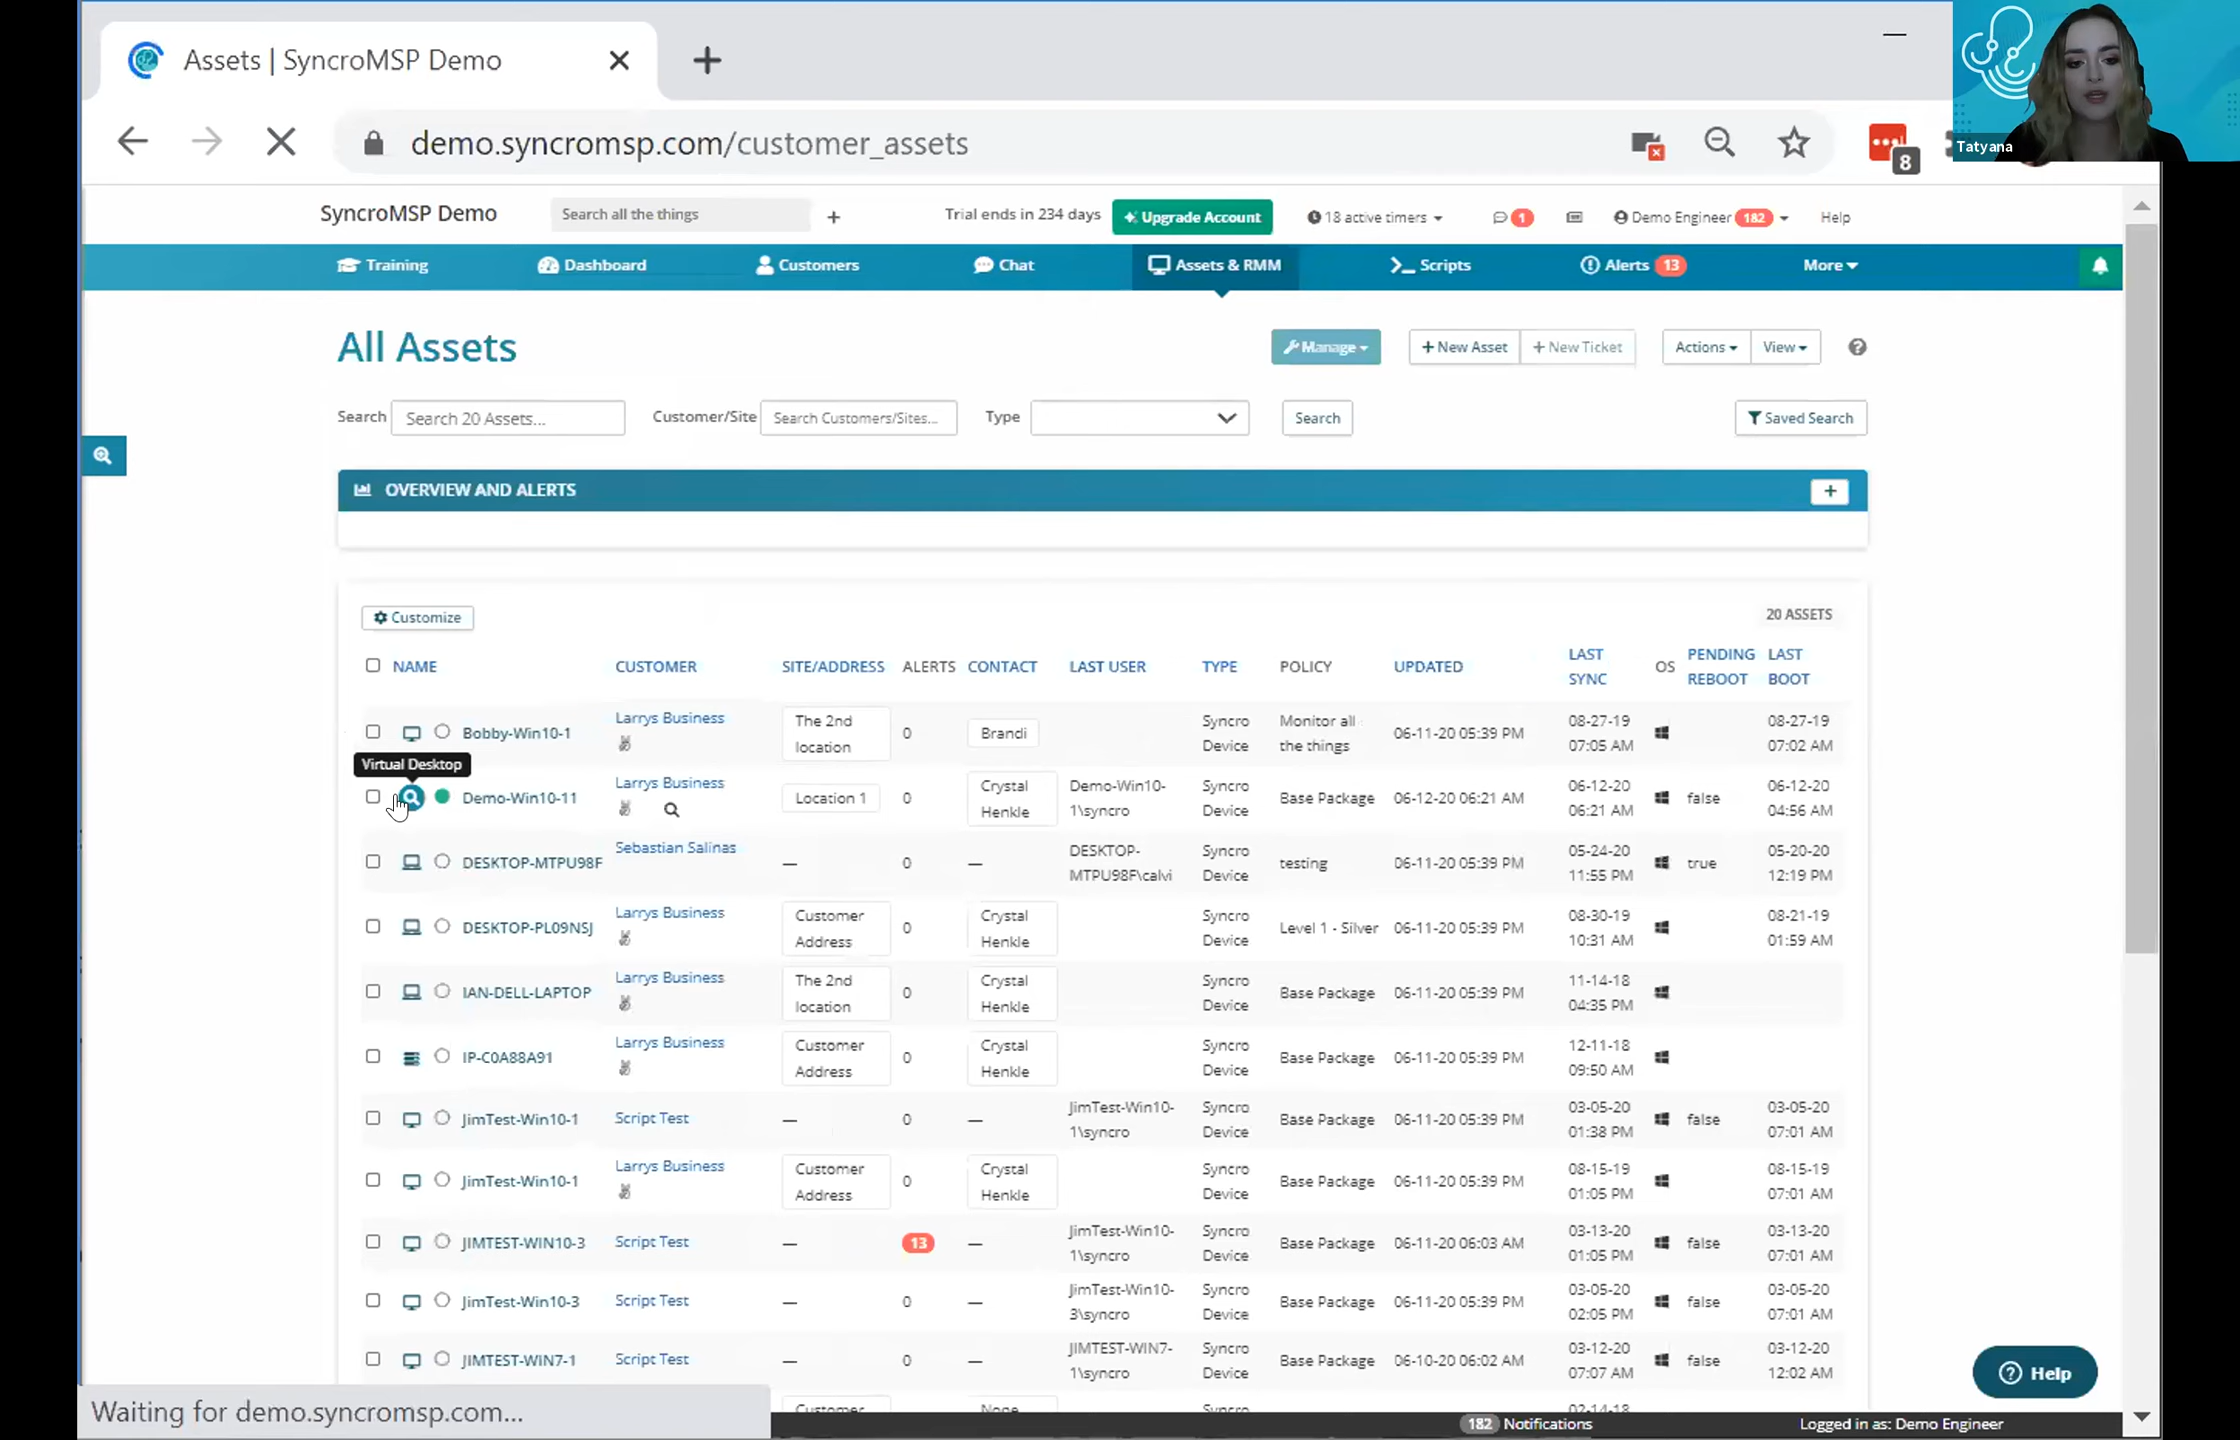 Assets | SyncroMSP Demo
demo.syncromsp.com/customer_assets
8
Tatyana
SyncroMSP Demo
Search all the things
Trial ends in 234 days
Upgrade Account
18 active timers
1
Demo Engineer 182
Help
Training
Dashboard
Customers
Chat
Assets & RMM
Scripts
Alerts 13
More
All Assets
Manage
+ New Asset
+ New Ticket
Actions
View
Search
Search 20 Assets...
Customer/Site
Search Customers/Sites...
Type
Search
Saved Search
OVERVIEW AND ALERTS
+
Customize
20 ASSETS
NAME CUSTOMER SITE/ADDRESS ALERTS CONTACT LAST USER TYPE POLICY UPDATED LAST SYNC OS PENDING REBOOT LAST BOOT
Bobby-Win10-1 Larrys Business The 2nd location 0 Brandi Syncro Device Monitor all the things 06-11-20 05:39 PM 08-27-19 07:05 AM 08-27-19 07:02 AM
Virtual Desktop
Demo-Win10-11 Larrys Business Location 1 0 Crystal Henkle Demo-Win10-1\syncro Syncro Device Base Package 06-12-20 06:21 AM 06-12-20 06:21 AM false 06-12-20 04:56 AM
DESKTOP-MTPU98F Sebastian Salinas — 0 — DESKTOP-MTPU98F\calvi Syncro Device testing 06-11-20 05:39 PM 05-24-20 11:55 PM true 05-20-20 12:19 PM
DESKTOP-PL09NSJ Larrys Business Customer Address 0 Crystal Henkle Syncro Device Level 1 - Silver 06-11-20 05:39 PM 08-30-19 10:31 AM 08-21-19 01:59 AM
IAN-DELL-LAPTOP Larrys Business The 2nd location 0 Crystal Henkle Syncro Device Base Package 06-11-20 05:39 PM 11-14-18 04:35 PM
IP-C0A88A91 Larrys Business Customer Address 0 Crystal Henkle Syncro Device Base Package 06-11-20 05:39 PM 12-11-18 09:50 AM
JimTest-Win10-1 Script Test — 0 — JimTest-Win10-1\syncro Syncro Device Base Package 06-11-20 05:39 PM 03-05-20 01:38 PM false 03-05-20 07:01 AM
JimTest-Win10-1 Larrys Business Customer Address 0 Crystal Henkle Syncro Device Base Package 06-11-20 05:39 PM 08-15-19 01:05 PM 08-15-19 07:01 AM
JIMTEST-WIN10-3 Script Test — 13 — JimTest-Win10-1\syncro Syncro Device Base Package 06-11-20 06:03 AM 03-13-20 01:05 PM false 03-13-20 07:01 AM
JimTest-Win10-3 Script Test — 0 — JimTest-Win10-3\syncro Syncro Device Base Package 06-11-20 05:39 PM 03-05-20 02:05 PM false 03-05-20 07:01 AM
JIMTEST-WIN7-1 Script Test — 0 — JIMTEST-WIN7-1\syncro Syncro Device Base Package 06-10-20 06:02 AM 03-12-20 07:07 AM false 03-12-20 12:02 AM
Customer None Syncro 02-14-18
Help
Waiting for demo.syncromsp.com...
182 Notifications
Logged in as: Demo Engineer